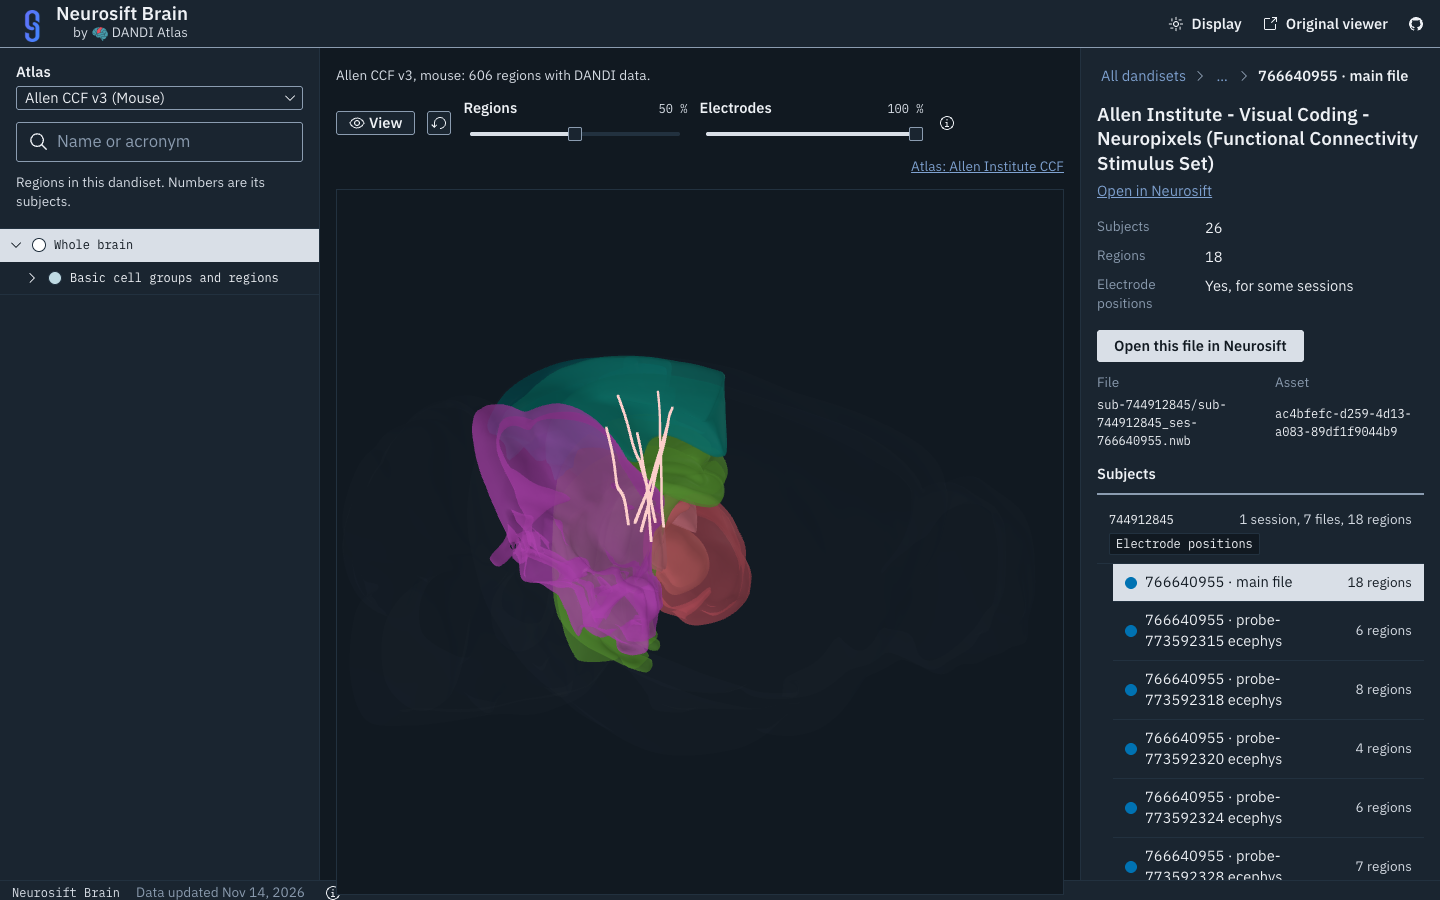 Neurosift Brain
by DANDI Atlas
Display
Original viewer
Atlas
Allen CCF v3 (Mouse)
Name or acronym
Regions in this dandiset. Numbers are its
subjects.
Whole brain
Basic cell groups and regions
Allen CCF v3, mouse: 606 regions with DANDI data.
View
Regions
50 %
Electrodes
100 %
Atlas: Allen Institute CCF
All dandisets
...
766640955 · main file
Allen Institute - Visual Coding -
Neuropixels (Functional Connectivity
Stimulus Set)
Open in Neurosift
Subjects
26
Regions
18
Electrode
positions
Yes, for some sessions
Open this file in Neurosift
File
Asset
sub-744912845/sub-
744912845_ses-
766640955.nwb
ac4bfefc-d259-4d13-
a083-89df1f9044b9
Subjects
744912845
1 session, 7 files, 18 regions
Electrode positions
766640955 · main file
18 regions
766640955 · probe-
773592315 ecephys
6 regions
766640955 · probe-
773592318 ecephys
8 regions
766640955 · probe-
773592320 ecephys
4 regions
766640955 · probe-
773592324 ecephys
6 regions
766640955 · probe-
773592328 ecephys
7 regions
Neurosift Brain
Data updated Nov 14, 2026